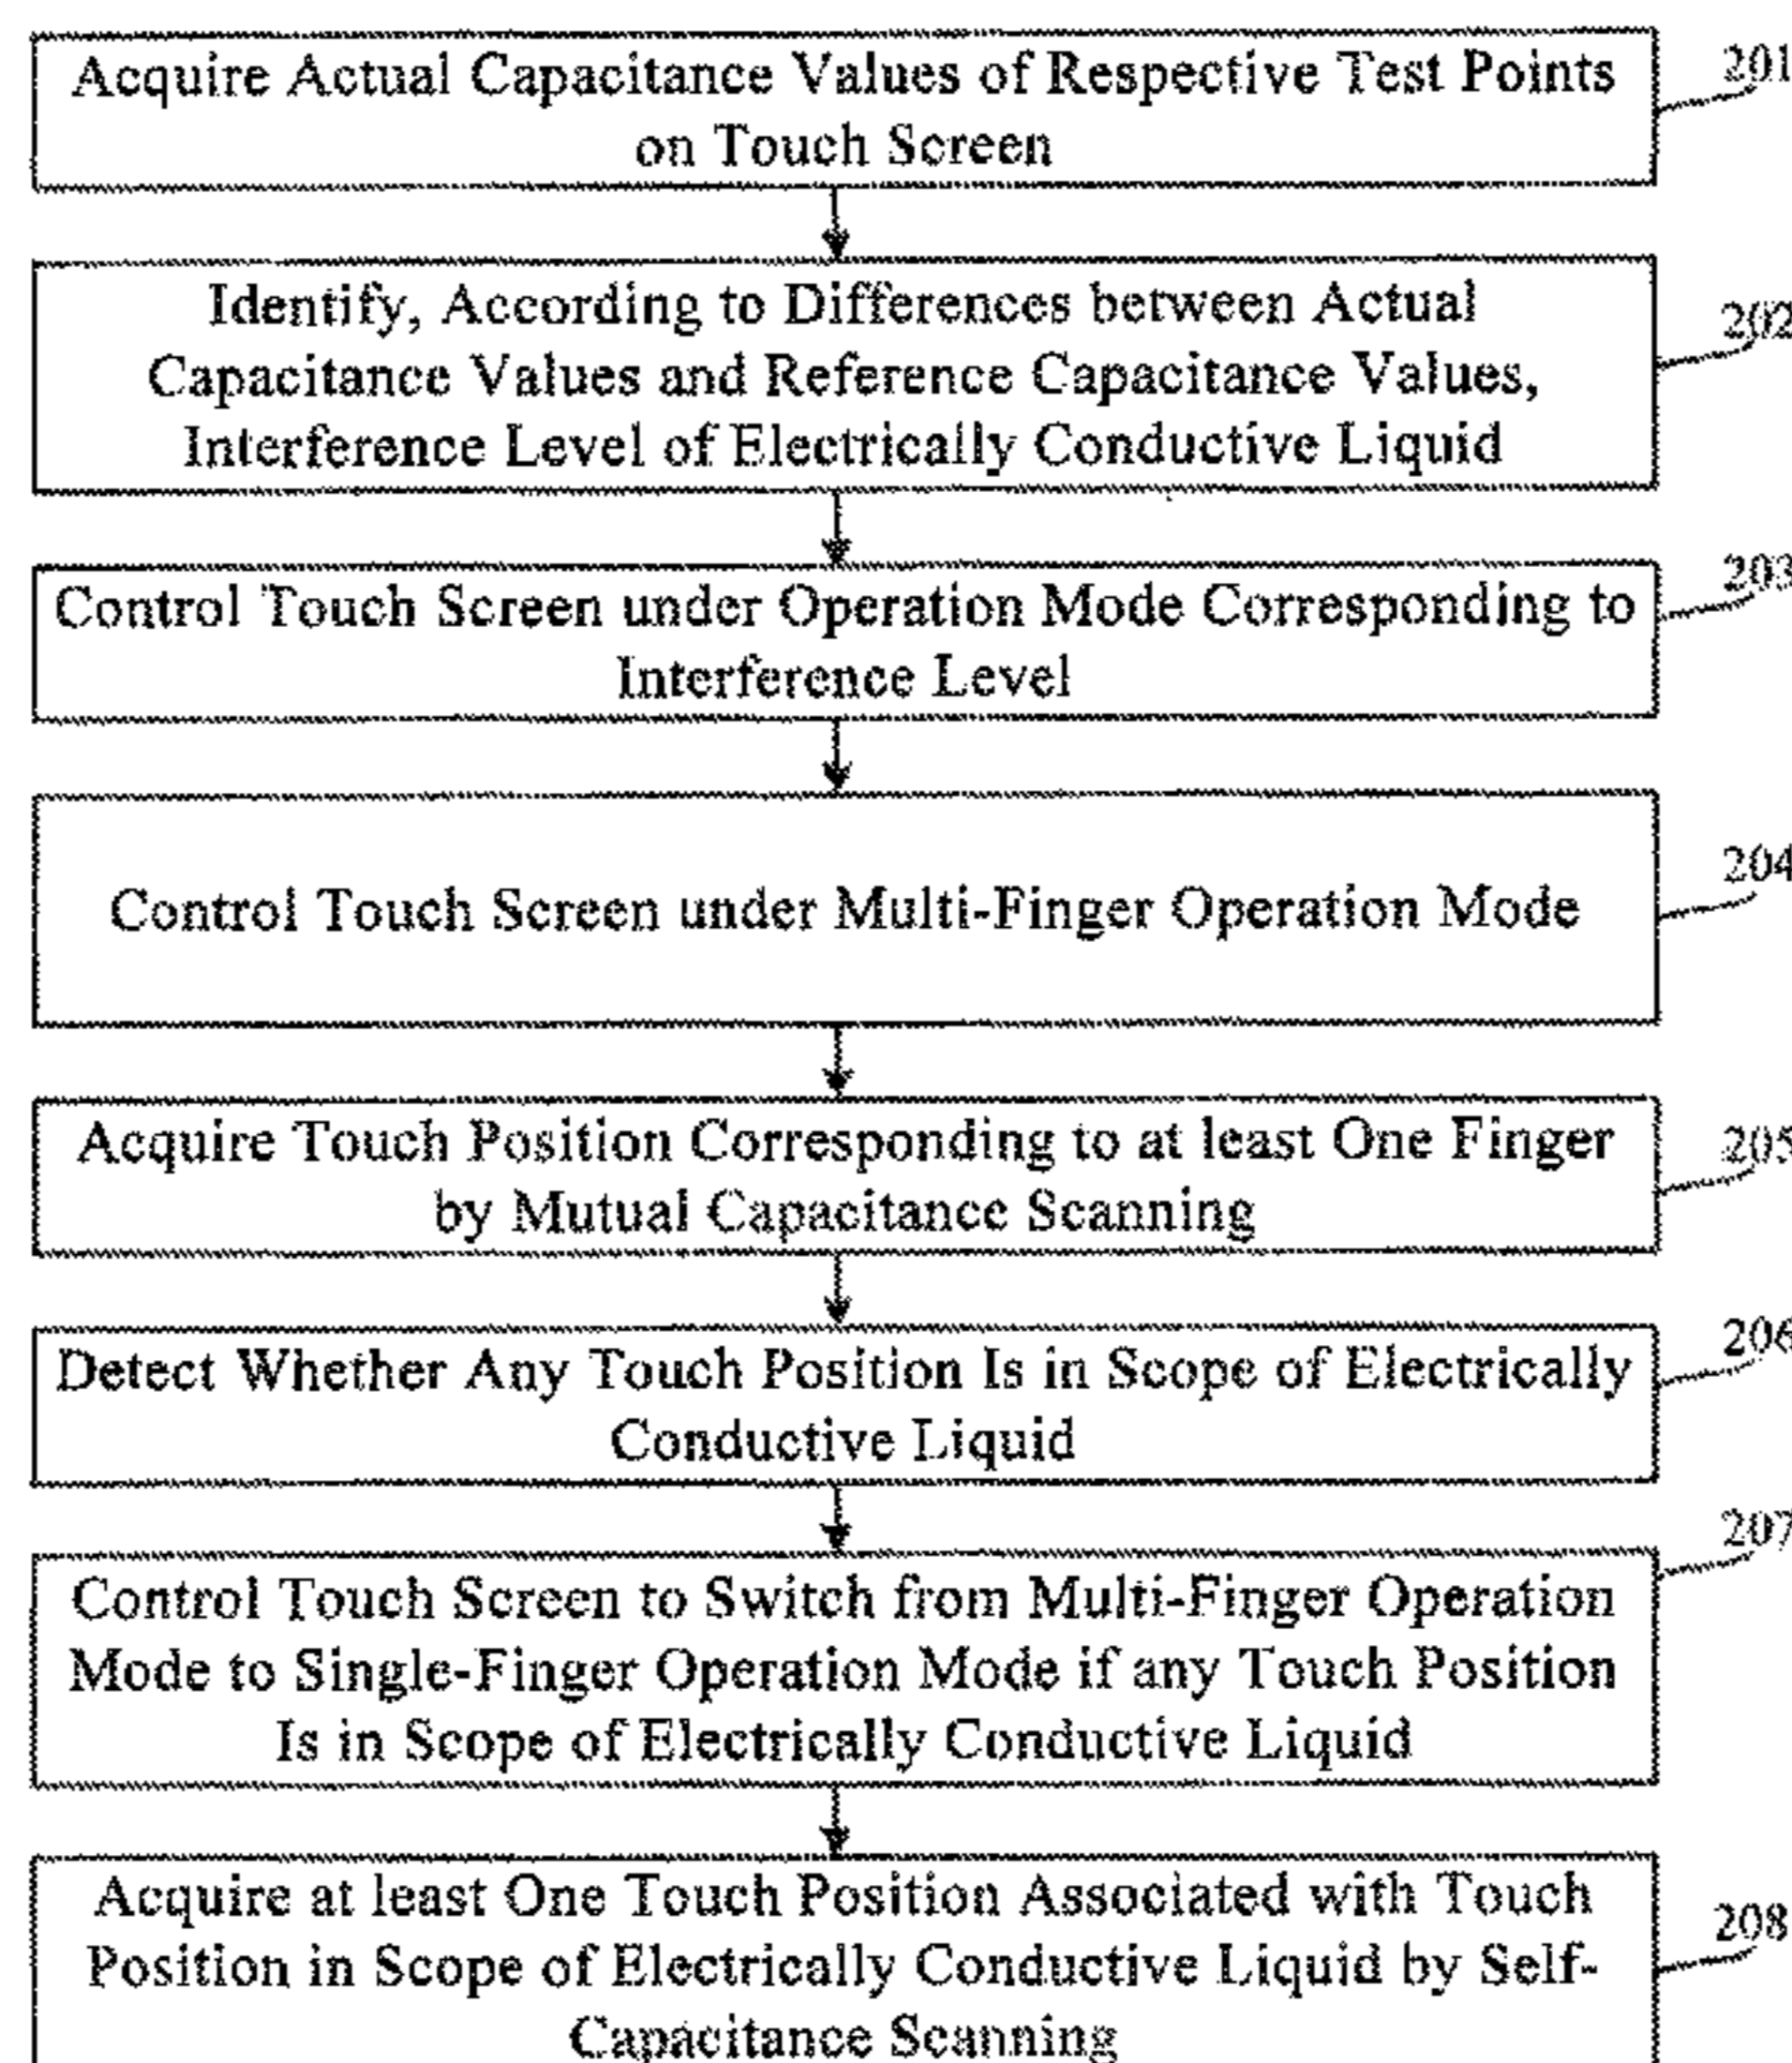 Acquire Actual Capacitance Values of Respective Test Points
on Touch Screen
201
Identify, According to Differences between Actual
Capacitance Values and Reference Capacitance Values,
Interference Level of Electrically Conductive Liquid
202
Control Touch Screen under Operation Mode Corresponding to
Interference Level
203
Control Touch Screen under Multi-Finger Operation Mode
204
Acquire Touch Position Corresponding to at least One Finger
by Mutual Capacitance Scanning
205
Detect Whether Any Touch Position Is in Scope of Electrically
Conductive Liquid
206
Control Touch Screen to Switch from Multi-Finger Operation
Mode to Single-Finger Operation Mode if any Touch Position
Is in Scope of Electrically Conductive Liquid
207
Acquire at least One Touch Position Associated with Touch
Position in Scope of Electrically Conductive Liquid by Self-
Capacitance Scanning
208